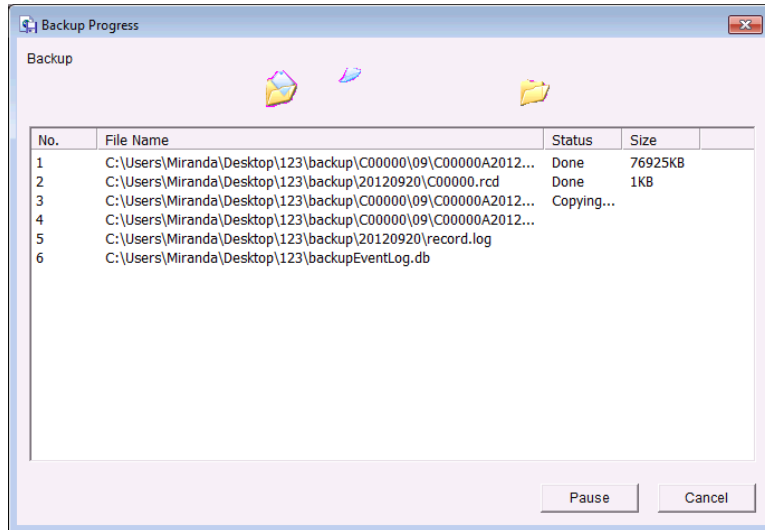 Backup Progress
Backup
No. File Name Status Size
1 C:\Users\Miranda\Desktop\123\backup\C00000\09\C00000A2012... Done 76925KB
2 C:\Users\Miranda\Desktop\123\backup\20120920\C00000.rcd Done 1KB
3 C:\Users\Miranda\Desktop\123\backup\C00000\09\C00000A2012... Copying...
4 C:\Users\Miranda\Desktop\123\backup\C00000\09\C00000A2012...
5 C:\Users\Miranda\Desktop\123\backup\20120920\record.log
6 C:\Users\Miranda\Desktop\123\backupEventLog.db
Pause Cancel